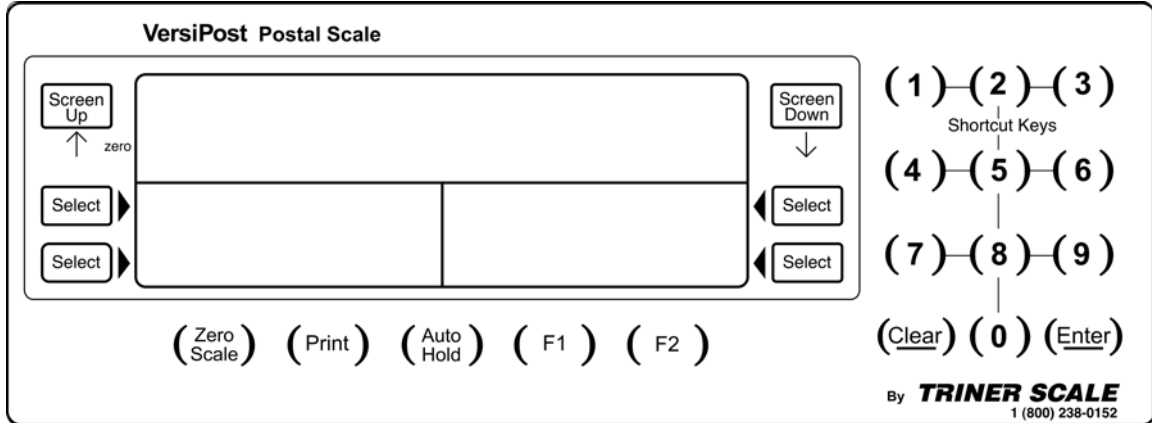 VersiPost Postal Scale
Screen
Up
zero
Select
Select
Screen
Down
Select
Select
Zero
Scale
Print
Auto
Hold
F1
F2
(1) (2) (3)
Shortcut Keys
(4) (5) (6)
(7) (8) (9)
(Clear) (0) (Enter)
By TRINER SCALE
1 (800) 238-0152